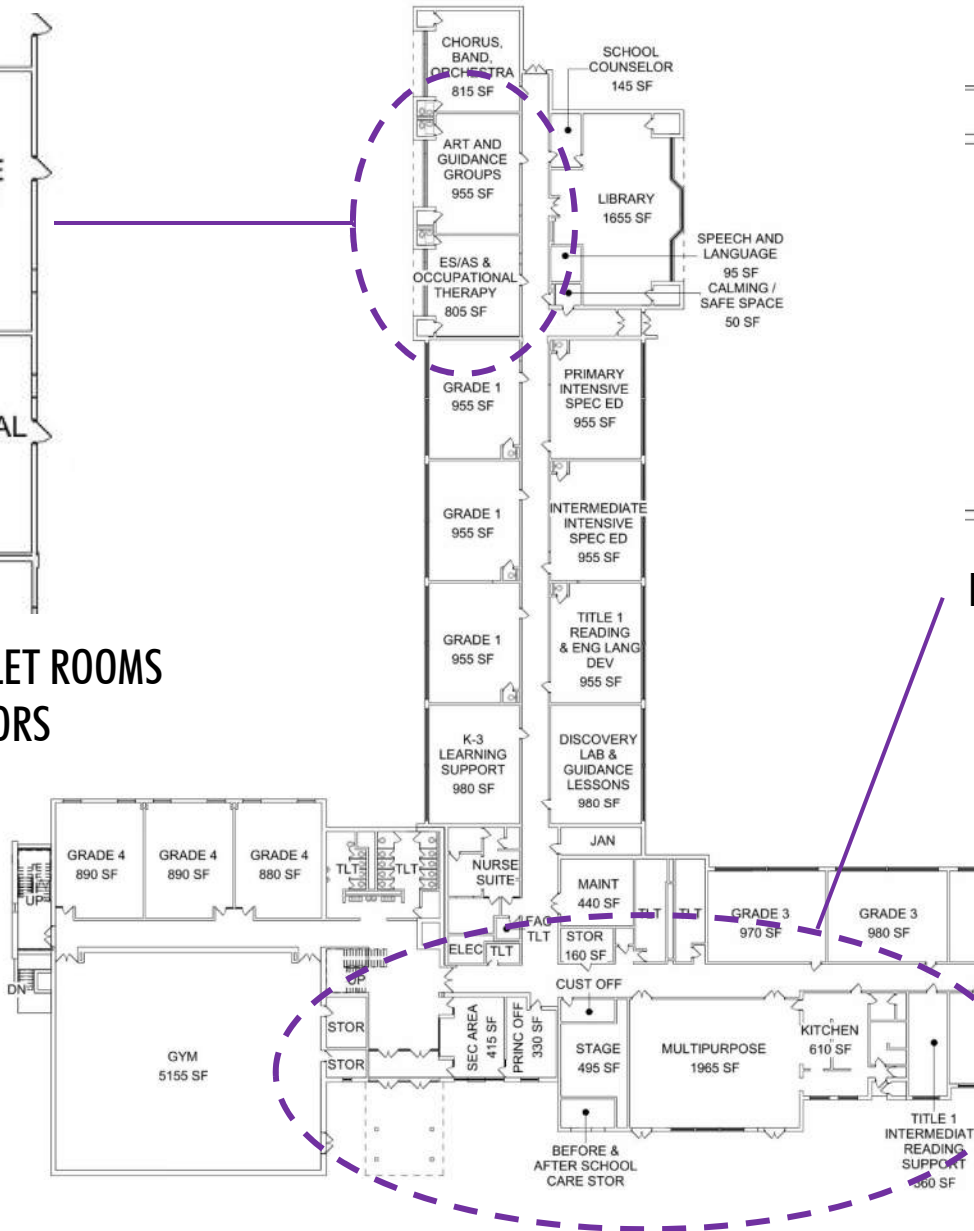 CHORUS,
BAND,
ORCHESTRA
815 SF
SCHOOL
COUNSELOR
145 SF
ART AND
GUIDANCE
GROUPS
955 SF
LIBRARY
1655 SF
SPEECH AND
LANGUAGE
95 SF
CALMING /
SAFE SPACE
50 SF
ES/AS &
OCCUPATIONAL
THERAPY
805 SF
AL
GRADE 1
955 SF
PRIMARY
INTENSIVE
SPEC ED
955 SF
GRADE 1
955 SF
INTERMEDIATE
INTENSIVE
SPEC ED
955 SF
GRADE 1
955 SF
TITLE 1
READING
& ENG LANG
DEV
955 SF
LET ROOMS
ORS
K-3
LEARNING
SUPPORT
980 SF
DISCOVERY
LAB &
GUIDANCE
LESSONS
980 SF
JAN
GRADE 4
890 SF
GRADE 4
890 SF
GRADE 4
880 SF
TLT
TLT
NURSE
SUITE
MAINT
440 SF
TLT
TLT
GRADE 3
970 SF
GRADE 3
980 SF
UP
FAC
TLT
ELEC
TLT
STOR
160 SF
DN
UP
CUST OFF
STOR
STOR
GYM
5155 SF
SEC AREA
415 SF
PRINC OFF
330 SF
STAGE
495 SF
MULTIPURPOSE
1965 SF
KITCHEN
610 SF
BEFORE &
AFTER SCHOOL
CARE STOR
TITLE 1
INTERMEDIAT
READING
SUPPORT
560 SF